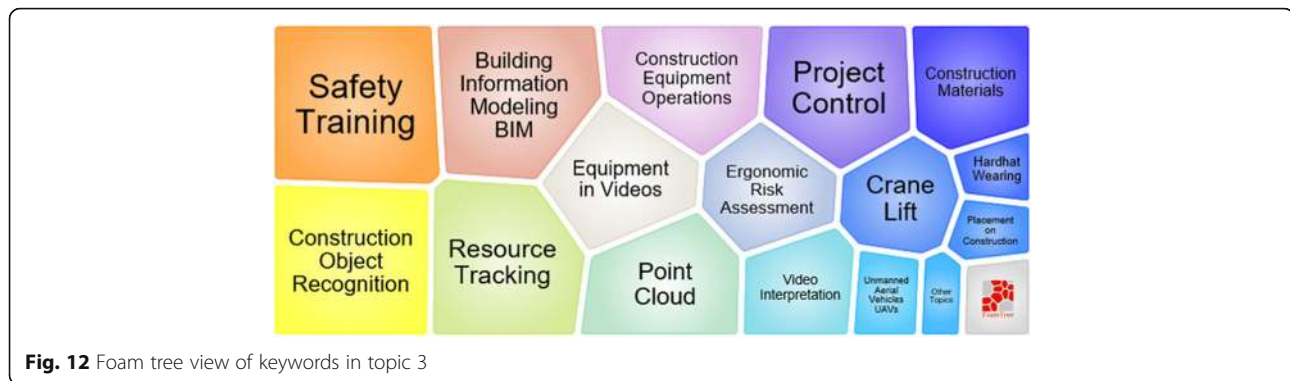 Safety
Training
Building
Information
Modeling
BIM
Construction
Equipment
Operations
Project
Control
Construction
Materials
Equipment
in Videos
Ergonomic
Risk
Assessment
Crane
Lift
Hardhat
Wearing
Placement
on
Construction
Construction
Object
Recognition
Resource
Tracking
Point
Cloud
Video
Interpretation
Unmanned
Aerial
Vehicles
UAVs
Other
Topics
FoamTree
Fig. 12 Foam tree view of keywords in topic 3